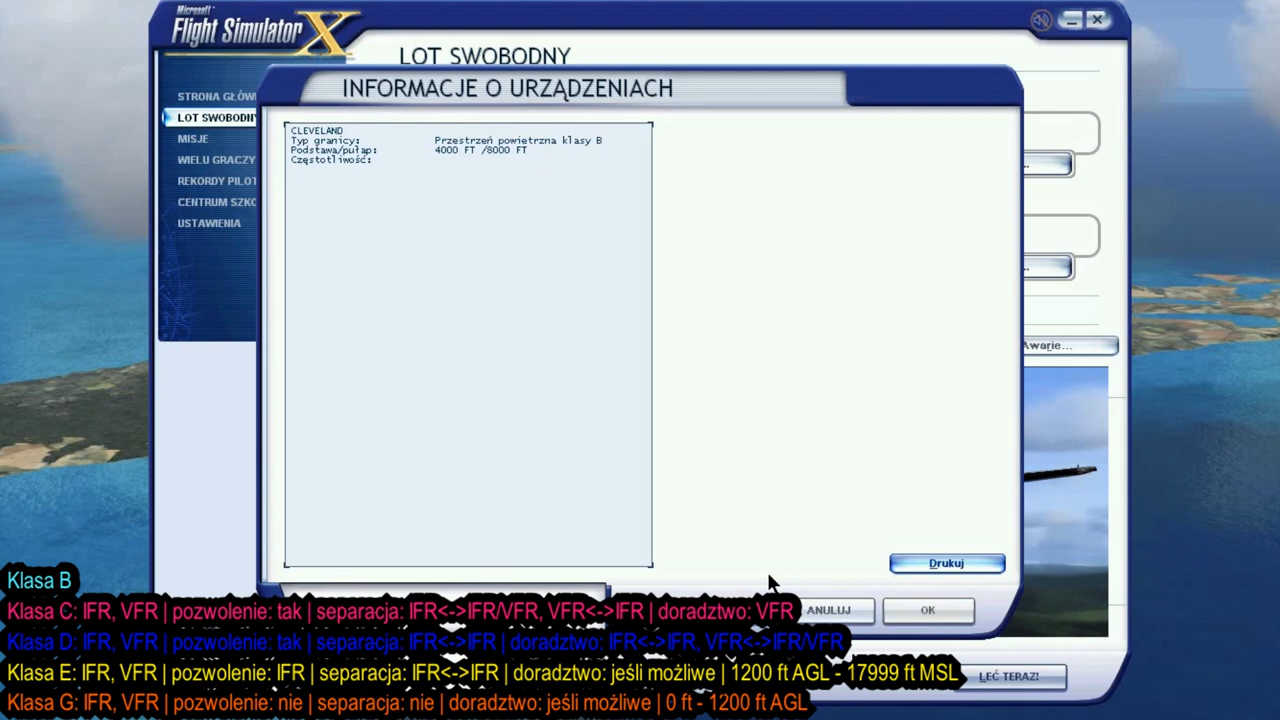 Microsoft
Flight Simulator X
LOT SWOBODNY
INFORMACJE O URZĄDZENIACH
STRONA GŁÓW
LOT SWOBODNY
MISJE
WIELU GRACZY
REKORDY PILOT
CENTRUM SZKO
USTAWIENIA
CLEVELAND
Typ granicy: Przestrzeń powietrzna klasy B
Podstawa/pułap: 4000 FT /8000 FT
Częstotliwość:
Awarie...
Drukuj
ANULUJ
OK
LEĆ TERAZ!
Klasa B
Klasa C: IFR, VFR | pozwolenie: tak | separacja: IFR<->IFR/VFR, VFR<->IFR | doradztwo: VFR
Klasa D: IFR, VFR | pozwolenie: tak | separacja: IFR<->IFR | doradztwo: IFR<->IFR, VFR<->IFR/VFR
Klasa E: IFR, VFR | pozwolenie: IFR | separacja: IFR<->IFR | doradztwo: jeśli możliwe | 1200 ft AGL - 17999 ft MSL
Klasa G: IFR, VFR | pozwolenie: nie | separacja: nie | doradztwo: jeśli możliwe | 0 ft - 1200 ft AGL